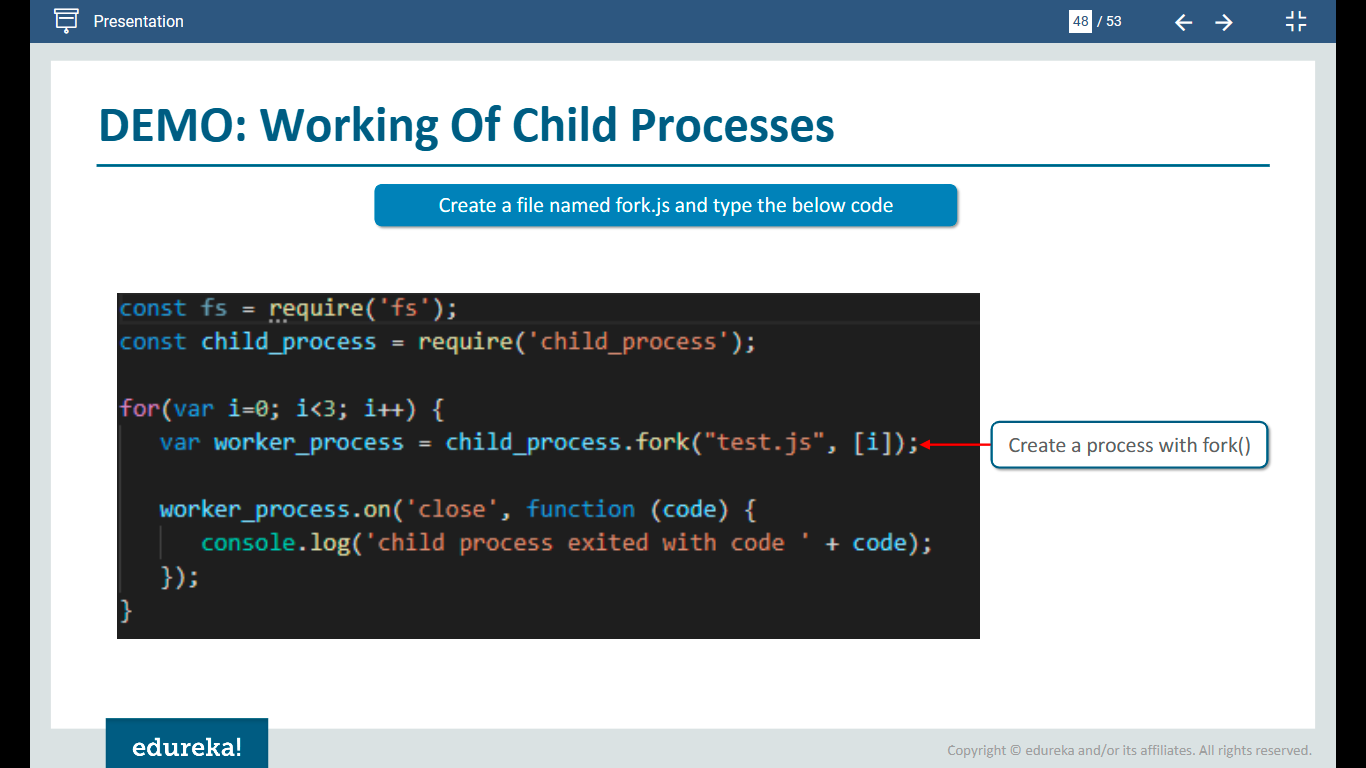 Presentation
48 / 53
DEMO: Working Of Child Processes
Create a file named fork.js and type the below code
const fs = require('fs');
const child_process = require('child_process');
for(var i=0; i<3; i++) {
var worker_process = child_process.fork("test.js", [i]);
Create a process with fork()
worker_process.on('close', function (code) {
console.log('child process exited with code ' + code);
});
}
edureka!
Copyright © edureka and/or its affiliates. All rights reserved.